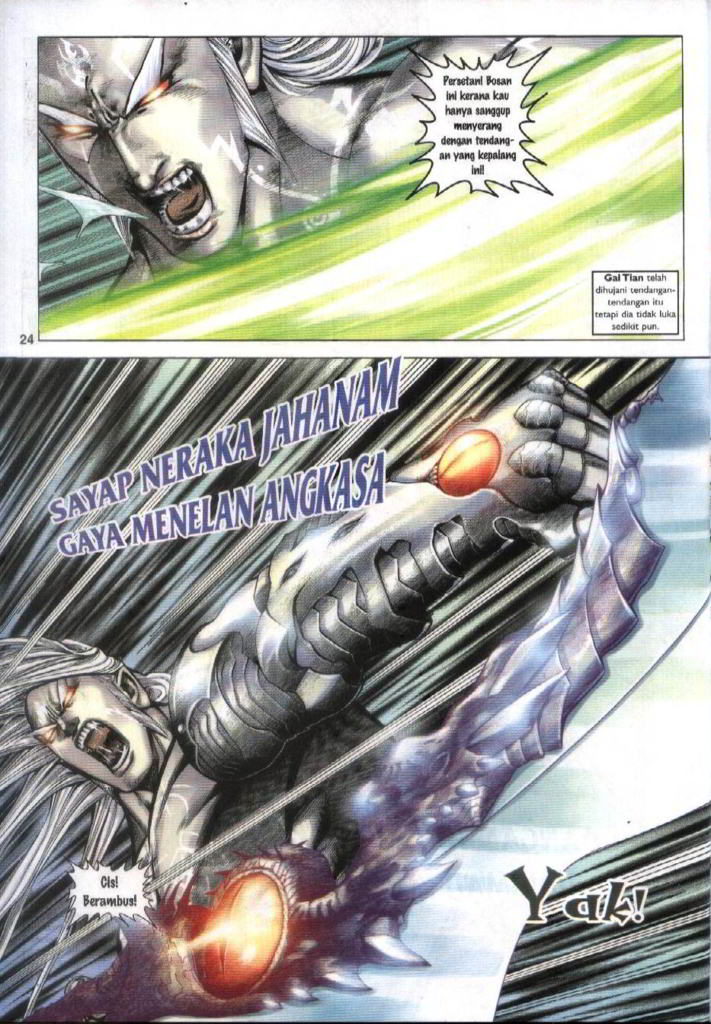 Persetan! Bosan
ini kerana kau
hanya sanggup
menyerang
dengan tendang-
an yang kepalang
ini!
Gai Tian telah
dihujani tendangan-
tendangan itu
tetapi dia tidak luka
sedikit pun.
24
SAYAP NERAKA JAHANAM
GAYA MENELAN ANGKASA
Cis!
Berambus!
Yak!